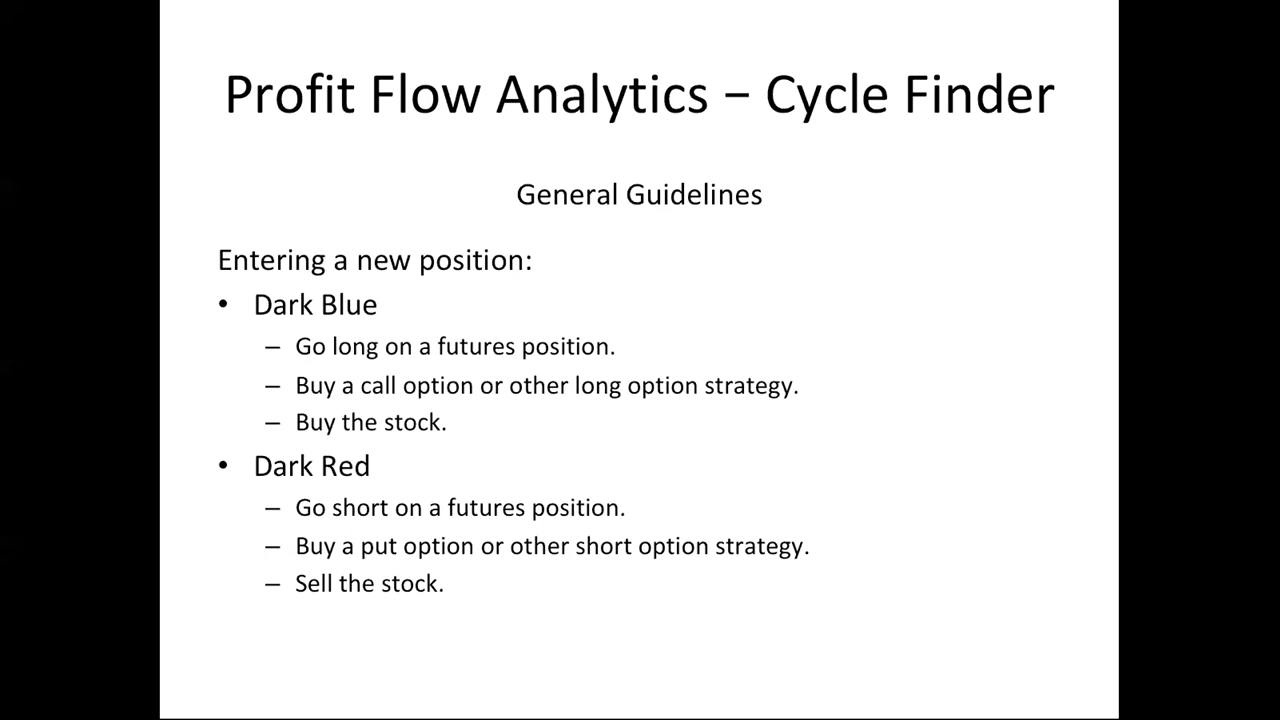 Profit Flow Analytics – Cycle Finder
General Guidelines
Entering a new position:
• Dark Blue
– Go long on a futures position.
– Buy a call option or other long option strategy.
– Buy the stock.
• Dark Red
– Go short on a futures position.
– Buy a put option or other short option strategy.
– Sell the stock.